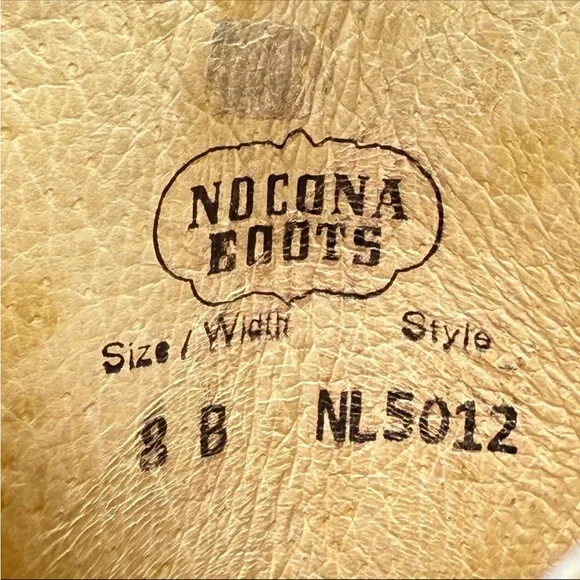 NOCONA
BOOTS
Size / Width Style
8 B NL5012